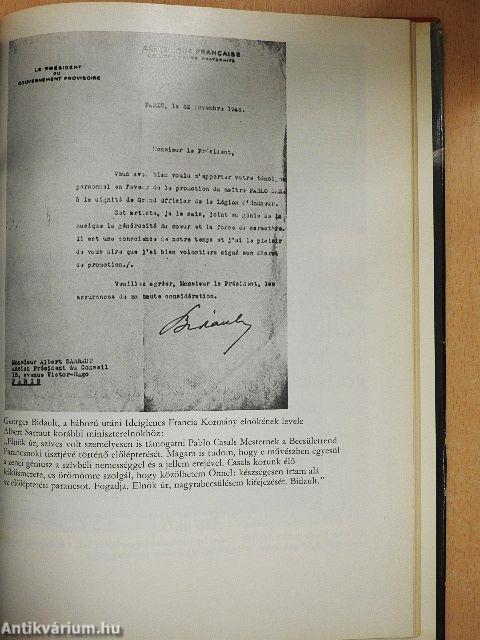 RÉPUBLIQUE FRANÇAISE
LIBERTÉ ÉGALITÉ FRATERNITÉ
LE PRÉSIDENT
DU
GOUVERNEMENT PROVISOIRE
PARIS, le 22 novembre 1946.
Monsieur le Président,
Vous avez bien voulu m'apporter votre témoig
personnel en faveur de la promotion du maître PABLO CASA
à la dignité de Grand Officier de la Légion d'Honneur.
Cet artiste, je le sais, joint au génie de la
musique la générosité du coeur et la force du caractère.
Il est une conscience de notre temps et j'ai le plaisir
de vous dire que j'ai bien volontiers signé son décret
de promotion./.
Veuillez agréer, Monsieur le Président, les
assurances de ma haute considération.
Bidault
Monsieur Albert SARRAUT
Ancien Président du Conseil
15, avenue Victor-Hugo
PARIS
Georges Bidault, a háború utáni Ideiglenes Francia Kormány elnökének levele
Albert Sarraut korábbi miniszterelnökhöz:
„Elnök úr, szíves volt személyesen is támogatni Pablo Casals Mesternek a Becsületrend
Parancsnoki tisztjévé történő előléptetését. Magam is tudom, hogy e művészben egyesül
a zenei géniusz a szívbéli nemességgel és a jellem erejével. Casals korunk élő
lelkiismerete, és örömömre szolgál, hogy közölhetem Önnel: készségesen írtam alá
az előléptetési parancsot. Fogadja, Elnök úr, nagyrabecsülésem kifejezését. Bidault."
Antikvárium.hu